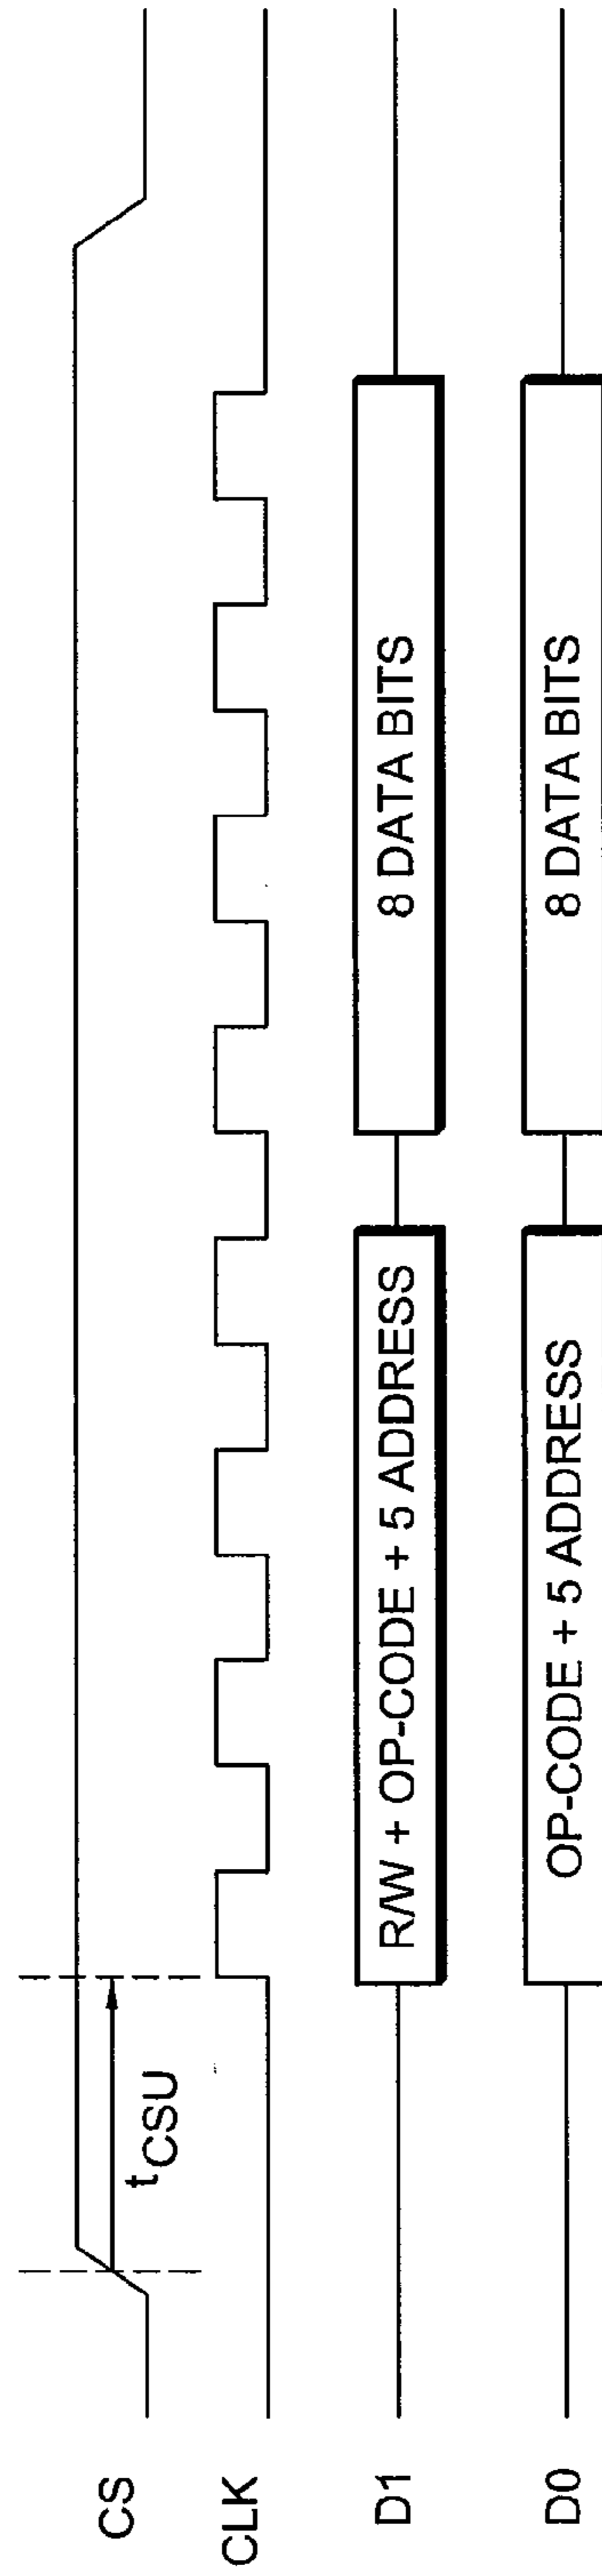 CS
tCSU
CLK
D1
R/W + OP-CODE + 5 ADDRESS
8 DATA BITS
D0
OP-CODE + 5 ADDRESS
8 DATA BITS